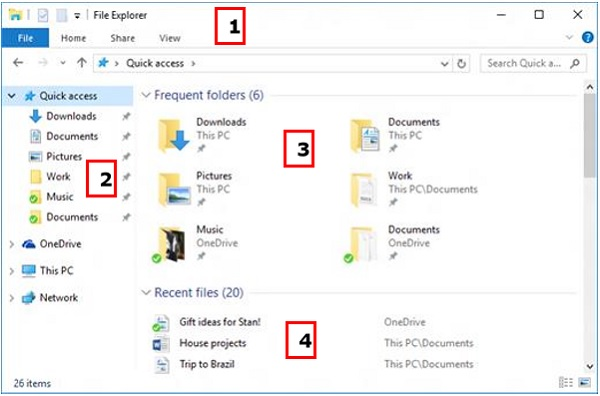 File Explorer
1
File Home Share View
Quick access
Search Quick a...
Quick access
Downloads
Documents
Pictures
Work
Music
Documents
OneDrive
This PC
Network
2
Frequent folders (6)
Downloads
This PC
Documents
This PC
3
Pictures
This PC
Work
This PC\Documents
Music
OneDrive
Documents
OneDrive
Recent files (20)
Gift ideas for Stan! OneDrive
House projects This PC\Documents
4
Trip to Brazil This PC\Documents
26 items